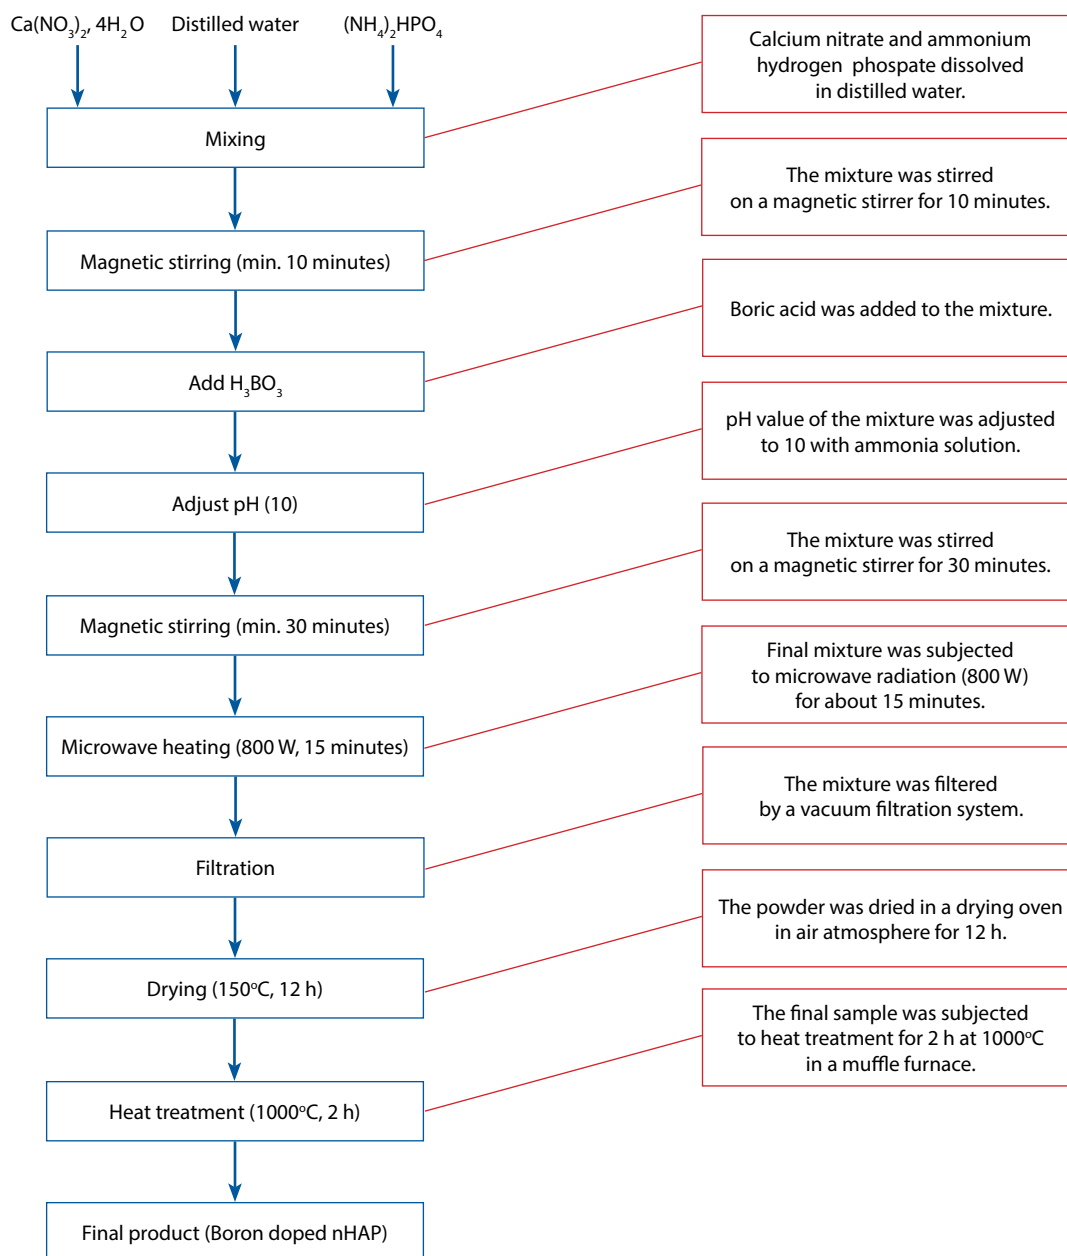 Ca(NO₃)₂, 4H₂O
Distilled water
(NH₄)₂HPO₄
Mixing
Calcium nitrate and ammonium
hydrogen phospate dissolved
in distilled water.
Magnetic stirring (min. 10 minutes)
The mixture was stirred
on a magnetic stirrer for 10 minutes.
Add H₃BO₃
Boric acid was added to the mixture.
Adjust pH (10)
pH value of the mixture was adjusted
to 10 with ammonia solution.
Magnetic stirring (min. 30 minutes)
The mixture was stirred
on a magnetic stirrer for 30 minutes.
Microwave heating (800 W, 15 minutes)
Final mixture was subjected
to microwave radiation (800 W)
for about 15 minutes.
Filtration
The mixture was filtered
by a vacuum filtration system.
Drying (150°C, 12 h)
The powder was dried in a drying oven
in air atmosphere for 12 h.
Heat treatment (1000°C, 2 h)
The final sample was subjected
to heat treatment for 2 h at 1000°C
in a muffle furnace.
Final product (Boron doped nHAP)